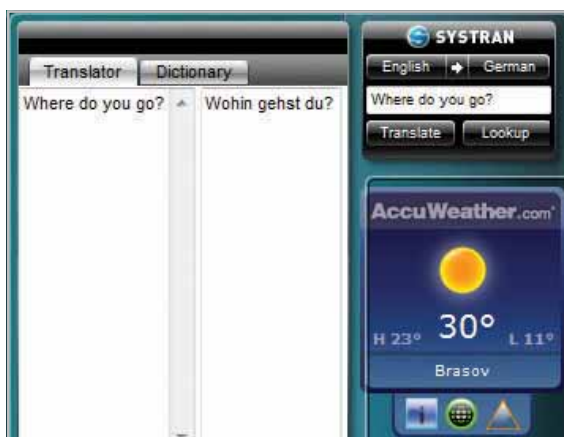 Translator Dictionary
Where do you go?
Wohin gehst du?
SYSTRAN
English German
Where do you go?
Translate Lookup
AccuWeather.com
30°
H 23° L 11°
Brasov
i